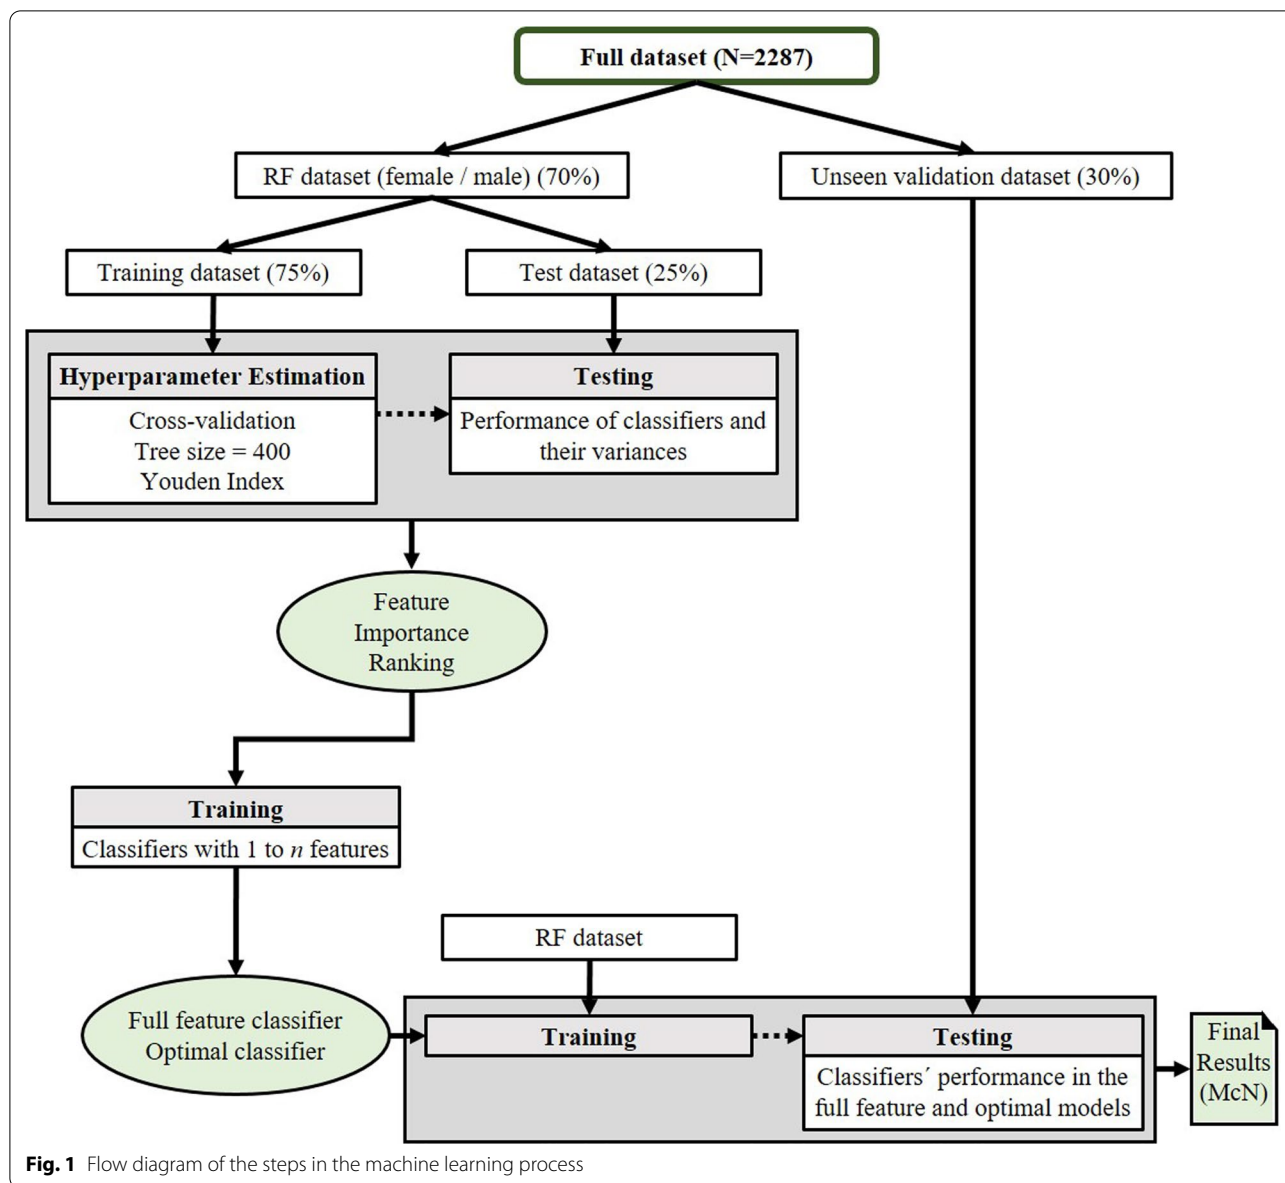 Full dataset (N=2287)
RF dataset (female / male) (70%)
Unseen validation dataset (30%)
Training dataset (75%)
Test dataset (25%)
Hyperparameter Estimation
Cross-validation
Tree size = 400
Youden Index
Testing
Performance of classifiers and
their variances
Feature
Importance
Ranking
Training
Classifiers with 1 to n features
RF dataset
Full feature classifier
Optimal classifier
Training
Testing
Classifiers´ performance in the
full feature and optimal models
Final
Results
(McN)
Fig. 1 Flow diagram of the steps in the machine learning process